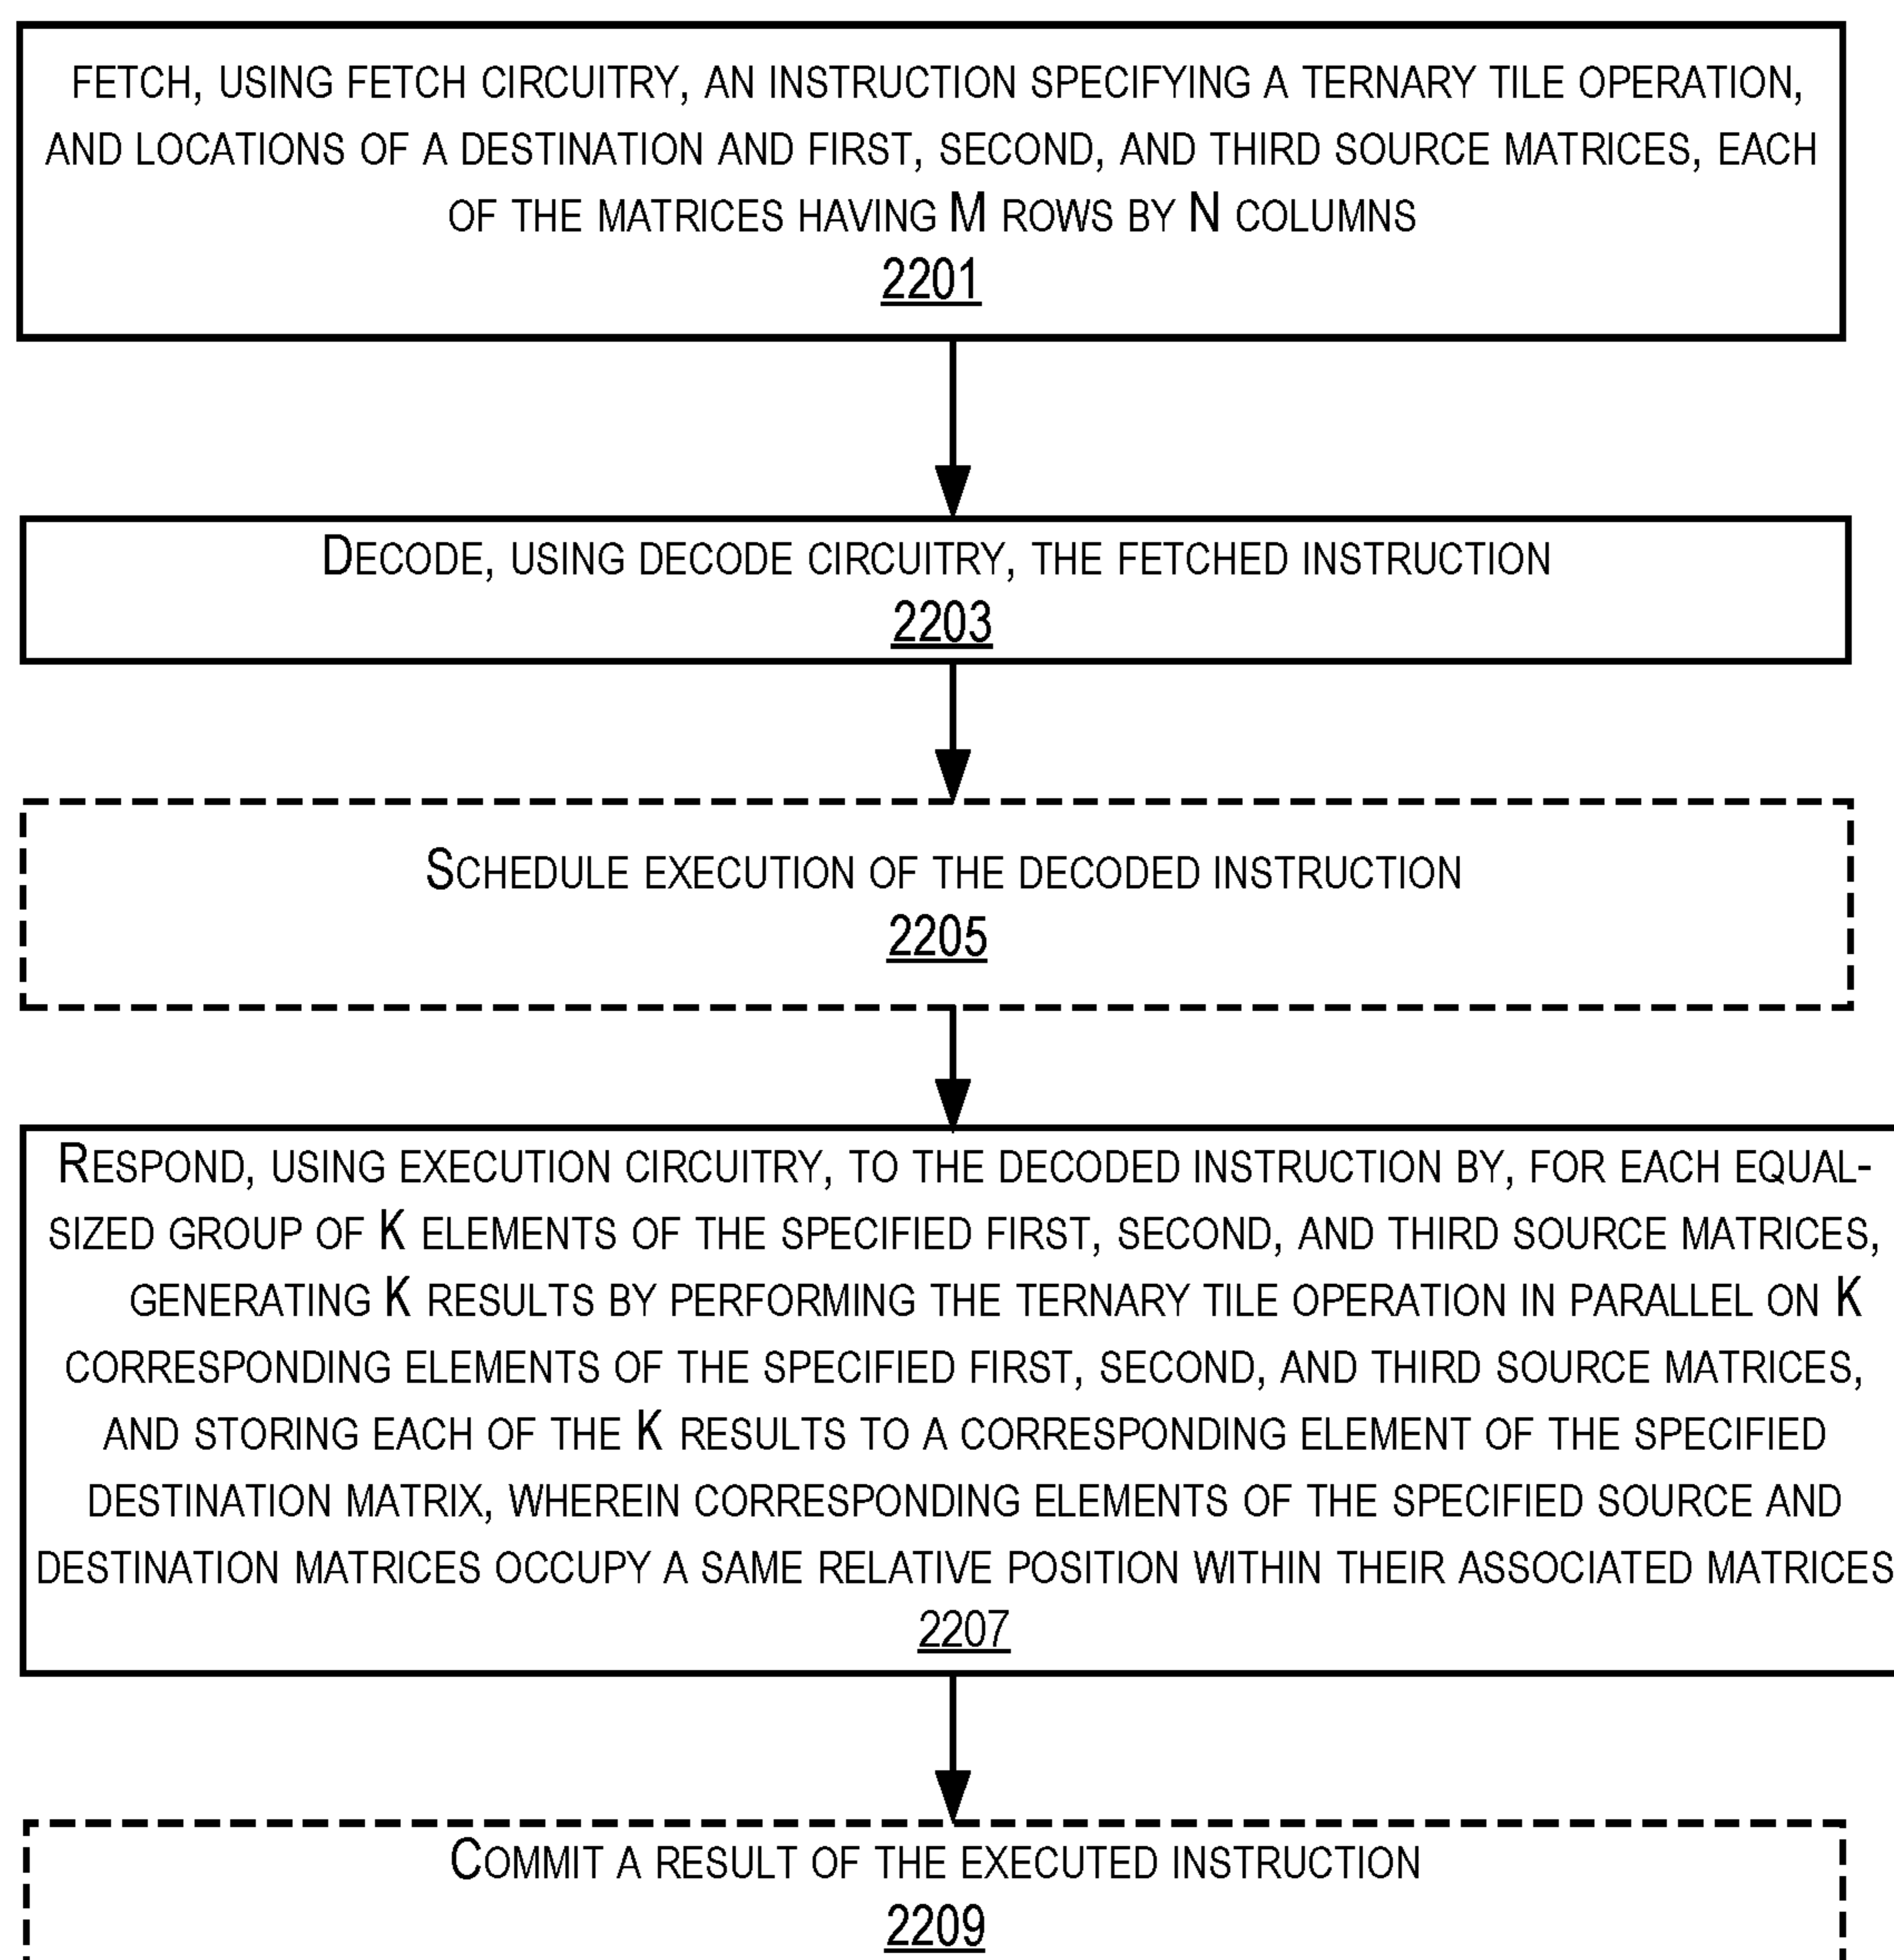 FETCH, USING FETCH CIRCUITRY, AN INSTRUCTION SPECIFYING A TERNARY TILE OPERATION,
AND LOCATIONS OF A DESTINATION AND FIRST, SECOND, AND THIRD SOURCE MATRICES, EACH
OF THE MATRICES HAVING M ROWS BY N COLUMNS
2201
DECODE, USING DECODE CIRCUITRY, THE FETCHED INSTRUCTION
2203
SCHEDULE EXECUTION OF THE DECODED INSTRUCTION
2205
RESPOND, USING EXECUTION CIRCUITRY, TO THE DECODED INSTRUCTION BY, FOR EACH EQUAL-
SIZED GROUP OF K ELEMENTS OF THE SPECIFIED FIRST, SECOND, AND THIRD SOURCE MATRICES,
GENERATING K RESULTS BY PERFORMING THE TERNARY TILE OPERATION IN PARALLEL ON K
CORRESPONDING ELEMENTS OF THE SPECIFIED FIRST, SECOND, AND THIRD SOURCE MATRICES,
AND STORING EACH OF THE K RESULTS TO A CORRESPONDING ELEMENT OF THE SPECIFIED
DESTINATION MATRIX, WHEREIN CORRESPONDING ELEMENTS OF THE SPECIFIED SOURCE AND
DESTINATION MATRICES OCCUPY A SAME RELATIVE POSITION WITHIN THEIR ASSOCIATED MATRICES
2207
COMMIT A RESULT OF THE EXECUTED INSTRUCTION
2209